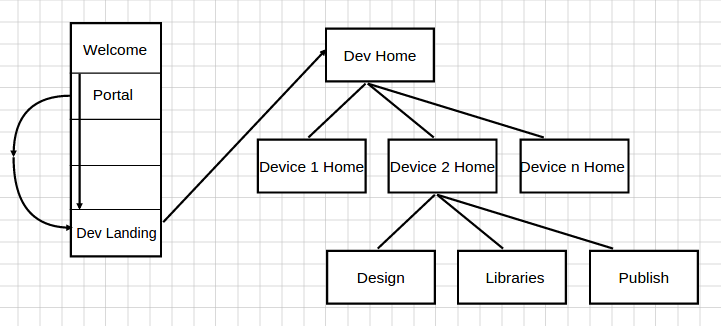 Welcome
Portal
Dev Landing
Dev Home
Device 1 Home
Device 2 Home
Device n Home
Design
Libraries
Publish